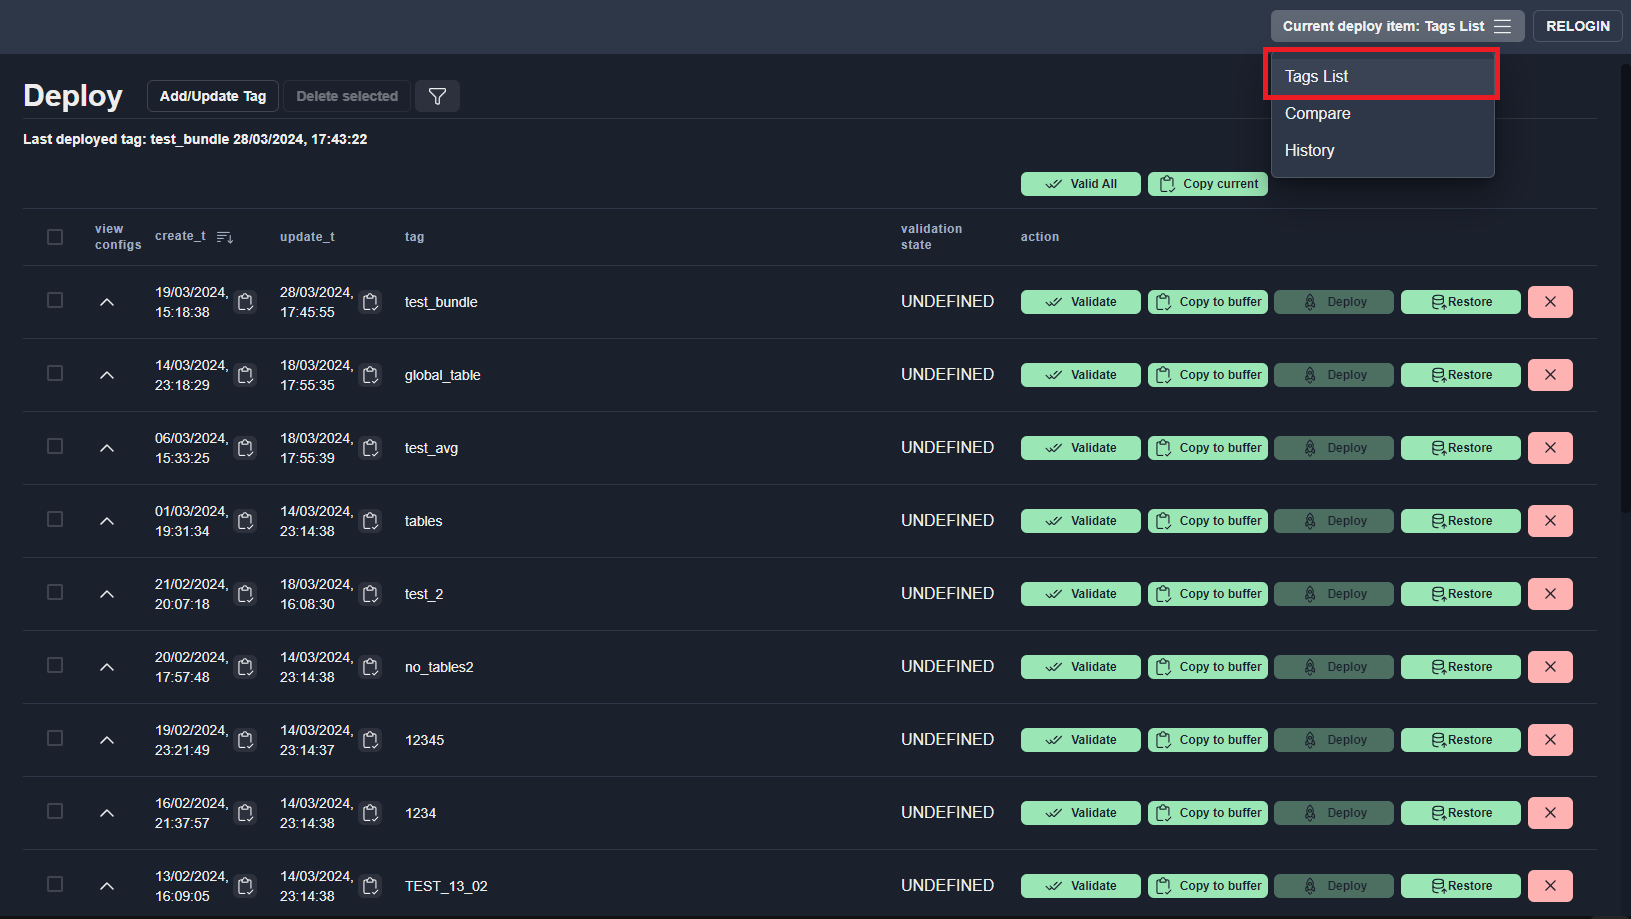 Current deploy item: Tags List
RELOGIN
Tags List
Compare
History
Deploy
Add/Update Tag
Delete selected
Last deployed tag: test_bundle 28/03/2024, 17:43:22
Valid All
Copy current
view
configs
create_t
update_t
tag
validation
state
action
19/03/2024,
15:18:38
28/03/2024,
17:45:55
test_bundle
UNDEFINED
Validate
Copy to buffer
Deploy
Restore
14/03/2024,
23:18:29
18/03/2024,
17:55:35
global_table
UNDEFINED
Validate
Copy to buffer
Deploy
Restore
06/03/2024,
15:33:25
18/03/2024,
17:55:39
test_avg
UNDEFINED
Validate
Copy to buffer
Deploy
Restore
01/03/2024,
19:31:34
14/03/2024,
23:14:38
tables
UNDEFINED
Validate
Copy to buffer
Deploy
Restore
21/02/2024,
20:07:18
18/03/2024,
16:08:30
test_2
UNDEFINED
Validate
Copy to buffer
Deploy
Restore
20/02/2024,
17:57:48
14/03/2024,
23:14:38
no_tables2
UNDEFINED
Validate
Copy to buffer
Deploy
Restore
19/02/2024,
23:21:49
14/03/2024,
23:14:37
12345
UNDEFINED
Validate
Copy to buffer
Deploy
Restore
16/02/2024,
21:37:57
14/03/2024,
23:14:38
1234
UNDEFINED
Validate
Copy to buffer
Deploy
Restore
13/02/2024,
16:09:05
14/03/2024,
23:14:38
TEST_13_02
UNDEFINED
Validate
Copy to buffer
Deploy
Restore